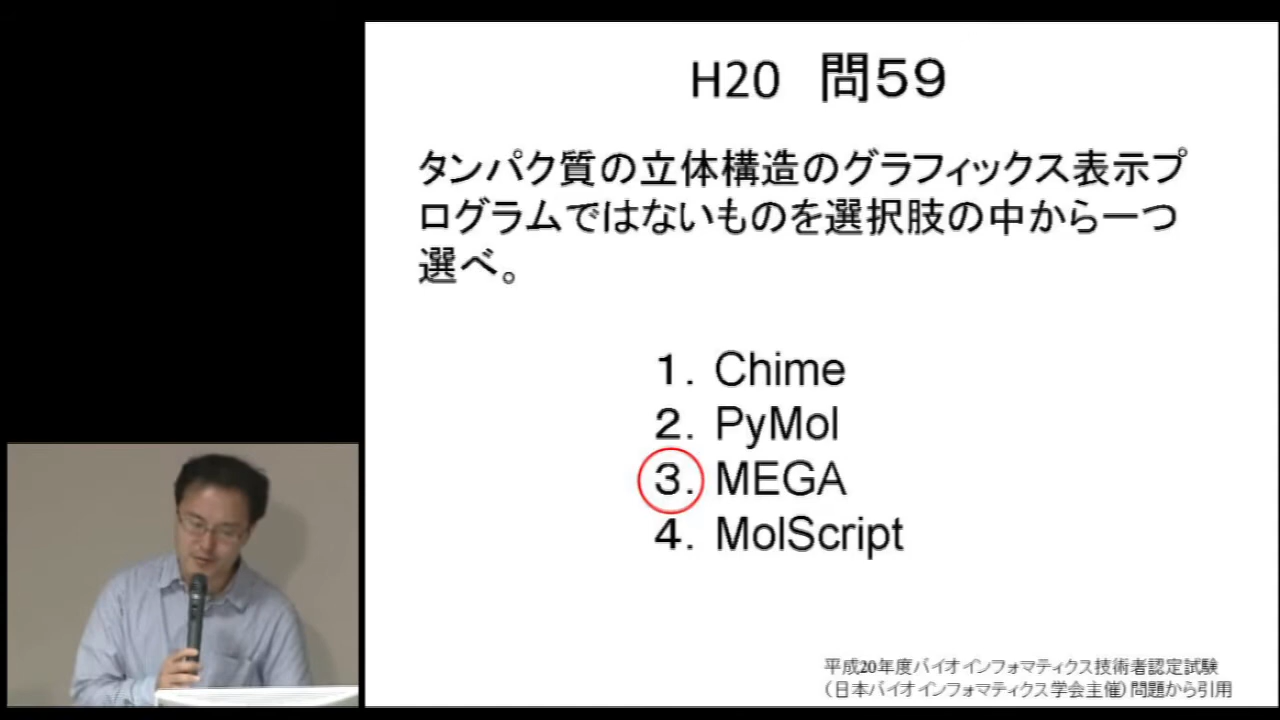 H20　問59
タンパク質の立体構造のグラフィックス表示プ
ログラムではないものを選択肢の中から一つ
選べ。
1. Chime
2. PyMol
3. MEGA
4. MolScript
平成20年度バイオインフォマティクス技術者認定試験
（日本バイオインフォマティクス学会主催）問題から引用